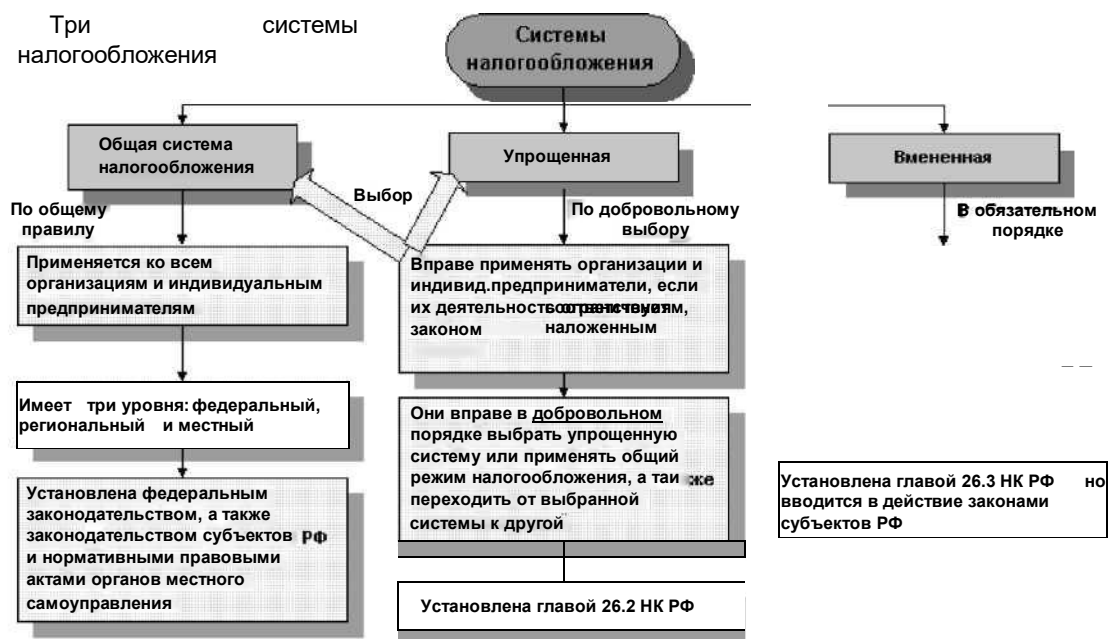 Три системы
налогообложения
Системы
налогообложения
Общая система
налогообложения
Упрощенная
Вмененная
Выбор
По общему
правилу
По добровольному
выбору
В обязательном
порядке
Применяется ко всем
организациям и индивидуальным
предпринимателям
Вправе применять организации и
индивид.предприниматели, если
их деятельность
законом наложенным
Имеет три уровня: федеральный,
региональный и местный
Они вправе в добровольном
порядке выбрать упрощенную
систему или применять общий
режим налогообложения, а таи же
переходить от выбранной
системы к другой
Установлена федеральным
законодательством, а также
законодательством субъектов РФ
и нормативными правовыми
актами органов местного
самоуправления
Установлена главой 26.3 НК РФ но
вводится в действие законами
субъектов РФ
Установлена главой 26.2 НК РФ